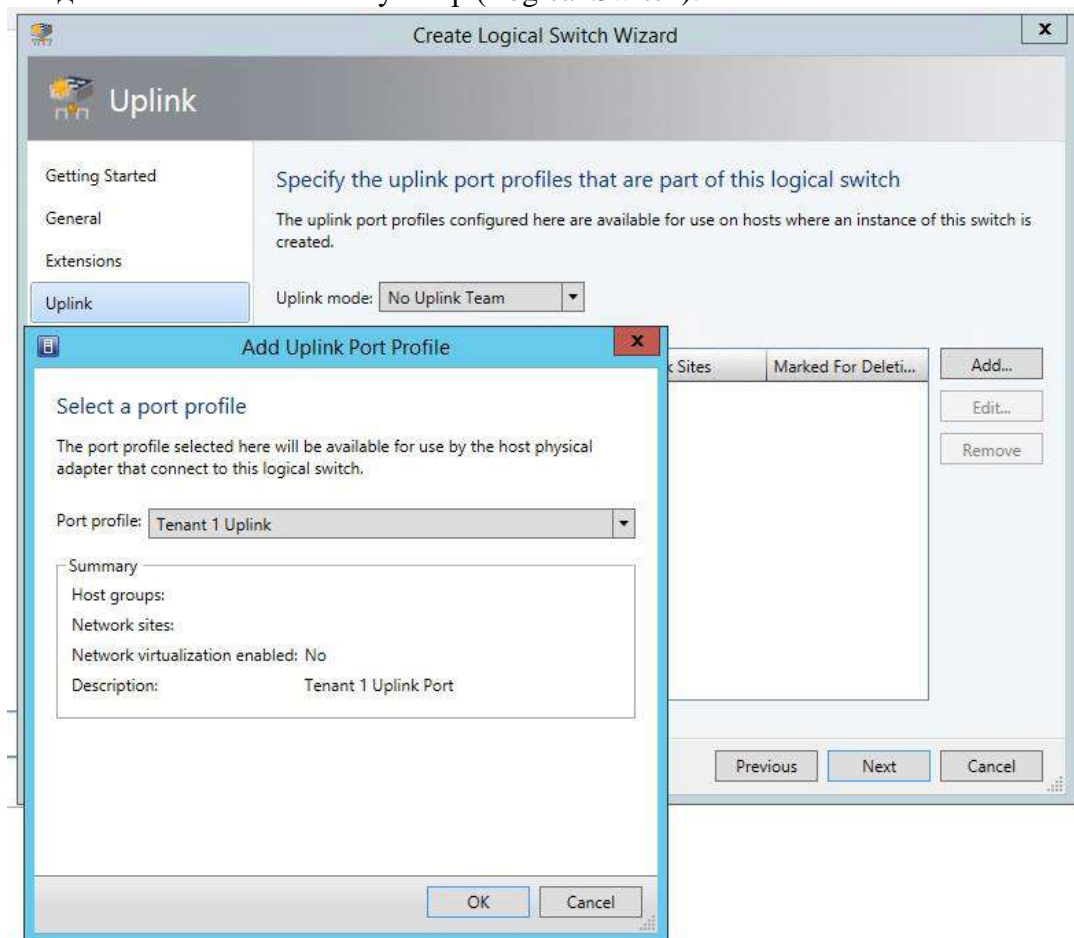 (Logical Switch).
Create Logical Switch Wizard
x
Uplink
Getting Started
General
Extensions
Uplink
Specify the uplink port profiles that are part of this logical switch
The uplink port profiles configured here are available for use on hosts where an instance of this switch is
created.
Uplink mode: No Uplink Team
Sites
Marked For Deleti...
Add...
Edit...
Remove
Previous
Next
Cancel
Add Uplink Port Profile
x
Select a port profile
The port profile selected here will be available for use by the host physical
adapter that connect to this logical switch.
Port profile: Tenant 1 Uplink
Summary
Host groups:
Network sites:
Network virtualization enabled: No
Description: Tenant 1 Uplink Port
OK
Cancel